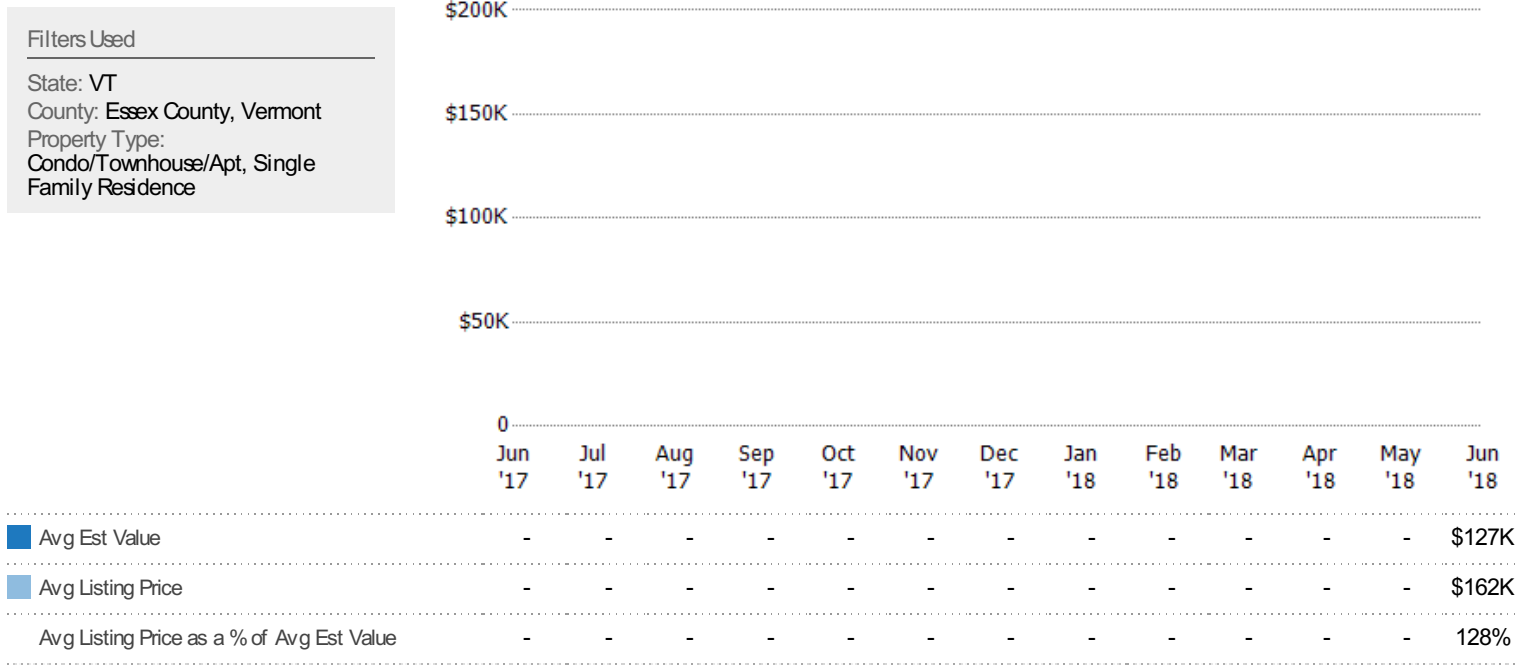 Filters Used
State: VT
County: Essex County, Vermont
Property Type:
Condo/Townhouse/Apt, Single
Family Residence
$200K
$150K
$100K
$50K
0
Jun Jul Aug Sep Oct Nov Dec Jan Feb Mar Apr May Jun
'17 '17 '17 '17 '17 '17 '17 '18 '18 '18 '18 '18 '18
Avg Est Value - - - - - - - - - - - - $127K
Avg Listing Price - - - - - - - - - - - - $162K
Avg Listing Price as a % of Avg Est Value - - - - - - - - - - - - 128%